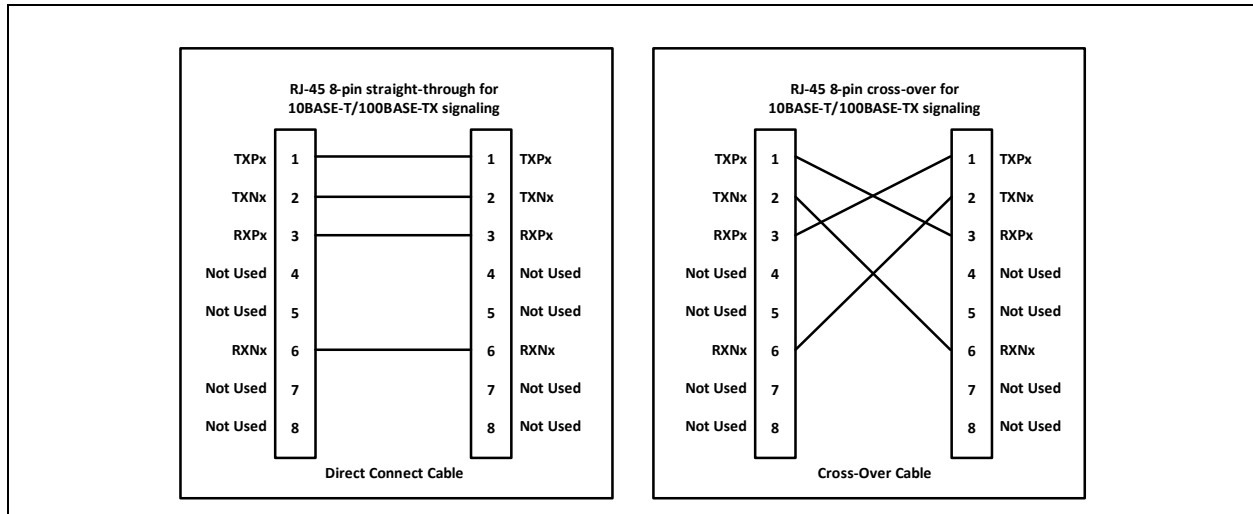 RJ-45 8-pin straight-through for
10BASE-T/100BASE-TX signaling
TXPx 1 1 TXPx
TXNx 2 2 TXNx
RXPx 3 3 RXPx
Not Used 4 4 Not Used
Not Used 5 5 Not Used
RXNx 6 6 RXNx
Not Used 7 7 Not Used
Not Used 8 8 Not Used
Direct Connect Cable
RJ-45 8-pin cross-over for
10BASE-T/100BASE-TX signaling
TXPx 1 1 TXPx
TXNx 2 2 TXNx
RXPx 3 3 RXPx
Not Used 4 4 Not Used
Not Used 5 5 Not Used
RXNx 6 6 RXNx
Not Used 7 7 Not Used
Not Used 8 8 Not Used
Cross-Over Cable